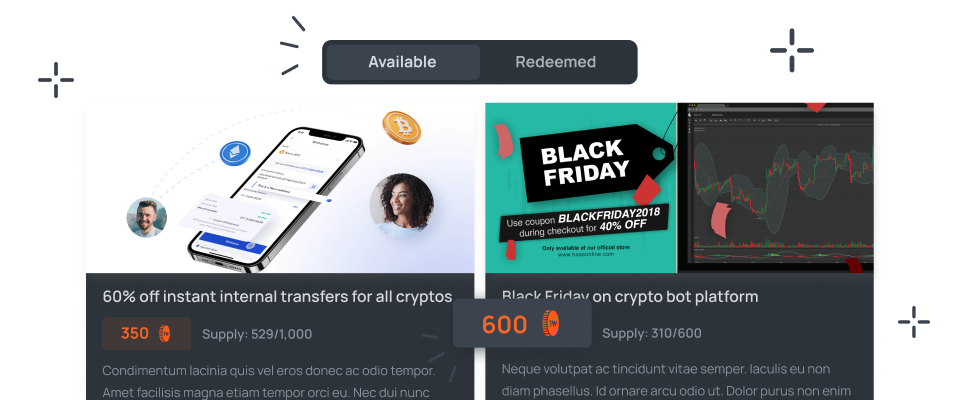 Available
Redeemed
BLACK
FRIDAY
Use coupon BLACKFRIDAY2018
during checkout for 40% OFF
Only available at our official store
www.haasonline.com
60% off instant internal transfers for all cryptos
350
Supply: 529/1,000
Condimentum lacinia quis vel eros donec ac odio tempor.
Amet facilisis magna etiam tempor orci eu. Nec dui nunc
Black Friday on crypto bot platform
600
Supply: 310/600
Neque volutpat ac tincidunt vitae semper. Iaculis eu non
diam phasellus. Id ornare arcu odio ut. Dolor purus non enim